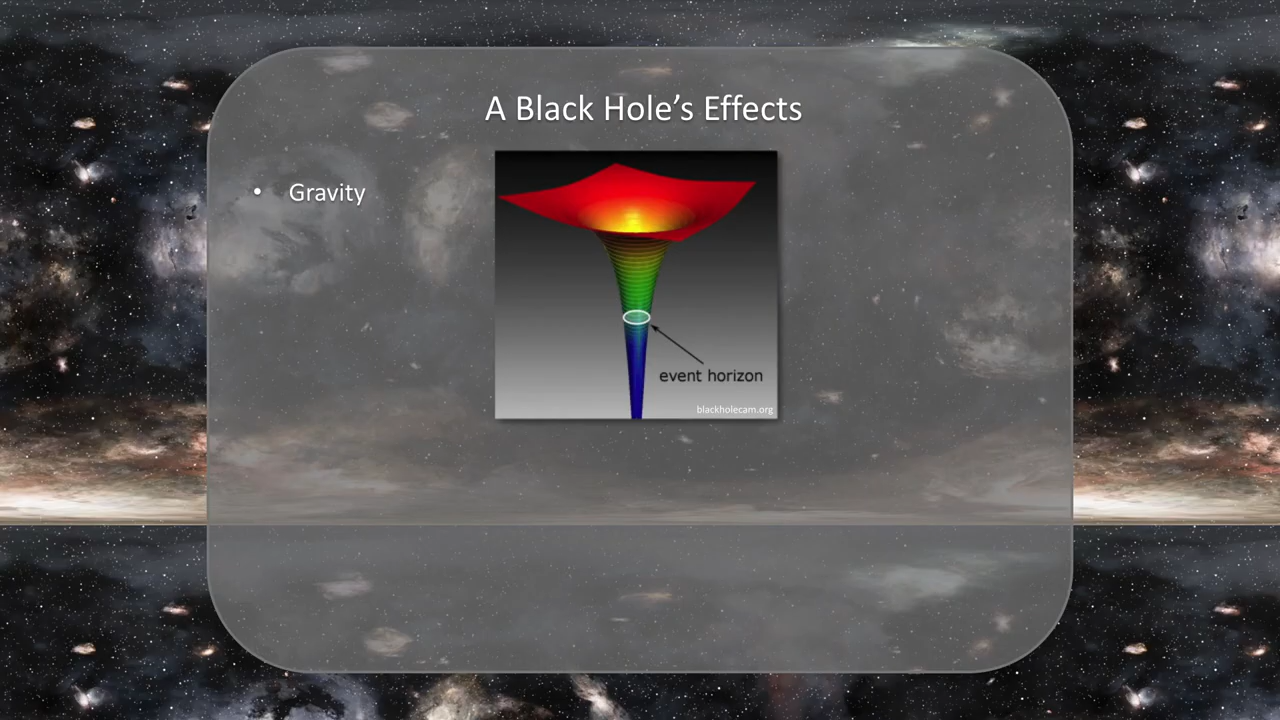 A Black Hole’s Effects
• Gravity
event horizon
blackholecam.org